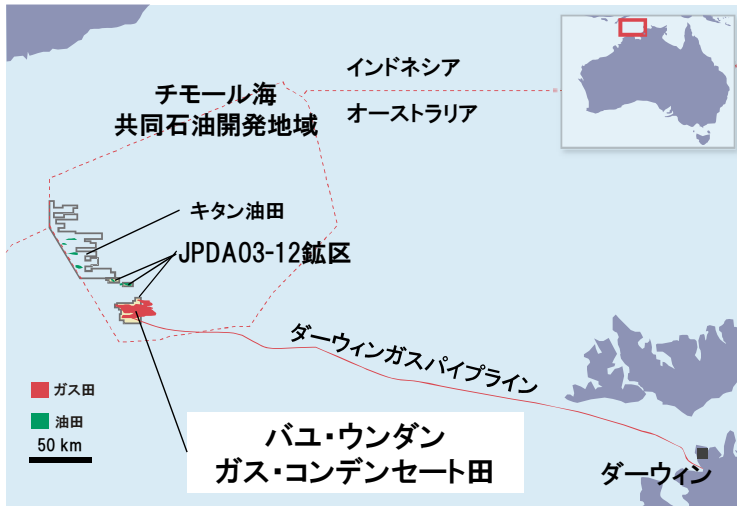 インドネシア
オーストラリア
チモール海
共同石油開発地域
キタン油田
JPDA03-12鉱区
ダーウィンガスパイプライン
ガス田
油田
50 km
バユ・ウンダン
ガス・コンデンセート田
ダーウィン